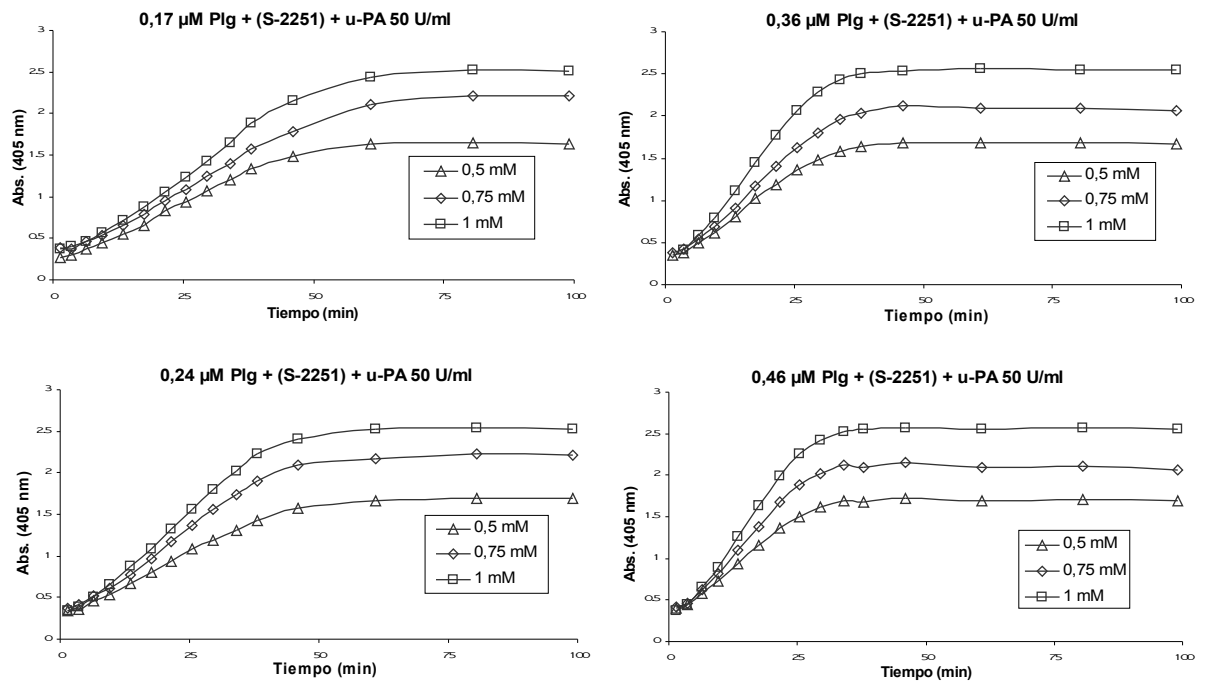 0,17 µM Plg + (S-2251) + u-PA 50 U/ml
3
2.5
2
1.5
1
0.5
0
Abs. (405 nm)
0,5 mM
0,75 mM
1 mM
0
25
50
75
100
Tiempo (min)
0,36 µM Plg + (S-2251) + u-PA 50 U/ml
3
2.5
2
1.5
1
0.5
0
Abs. (405 nm)
0,5 mM
0,75 mM
1 mM
0
25
50
75
100
Tiempo (min)
0,24 µM Plg + (S-2251) + u-PA 50 U/ml
3
2.5
2
1.5
1
0.5
0
Abs. (405 nm)
0,5 mM
0,75 mM
1 mM
0
25
50
75
100
Tiempo (min)
0,46 µM Plg + (S-2251) + u-PA 50 U/ml
3
2.5
2
1.5
1
0.5
0
Abs. (405 nm)
0,5 mM
0,75 mM
1 mM
0
25
50
75
100
Tiempo (min)